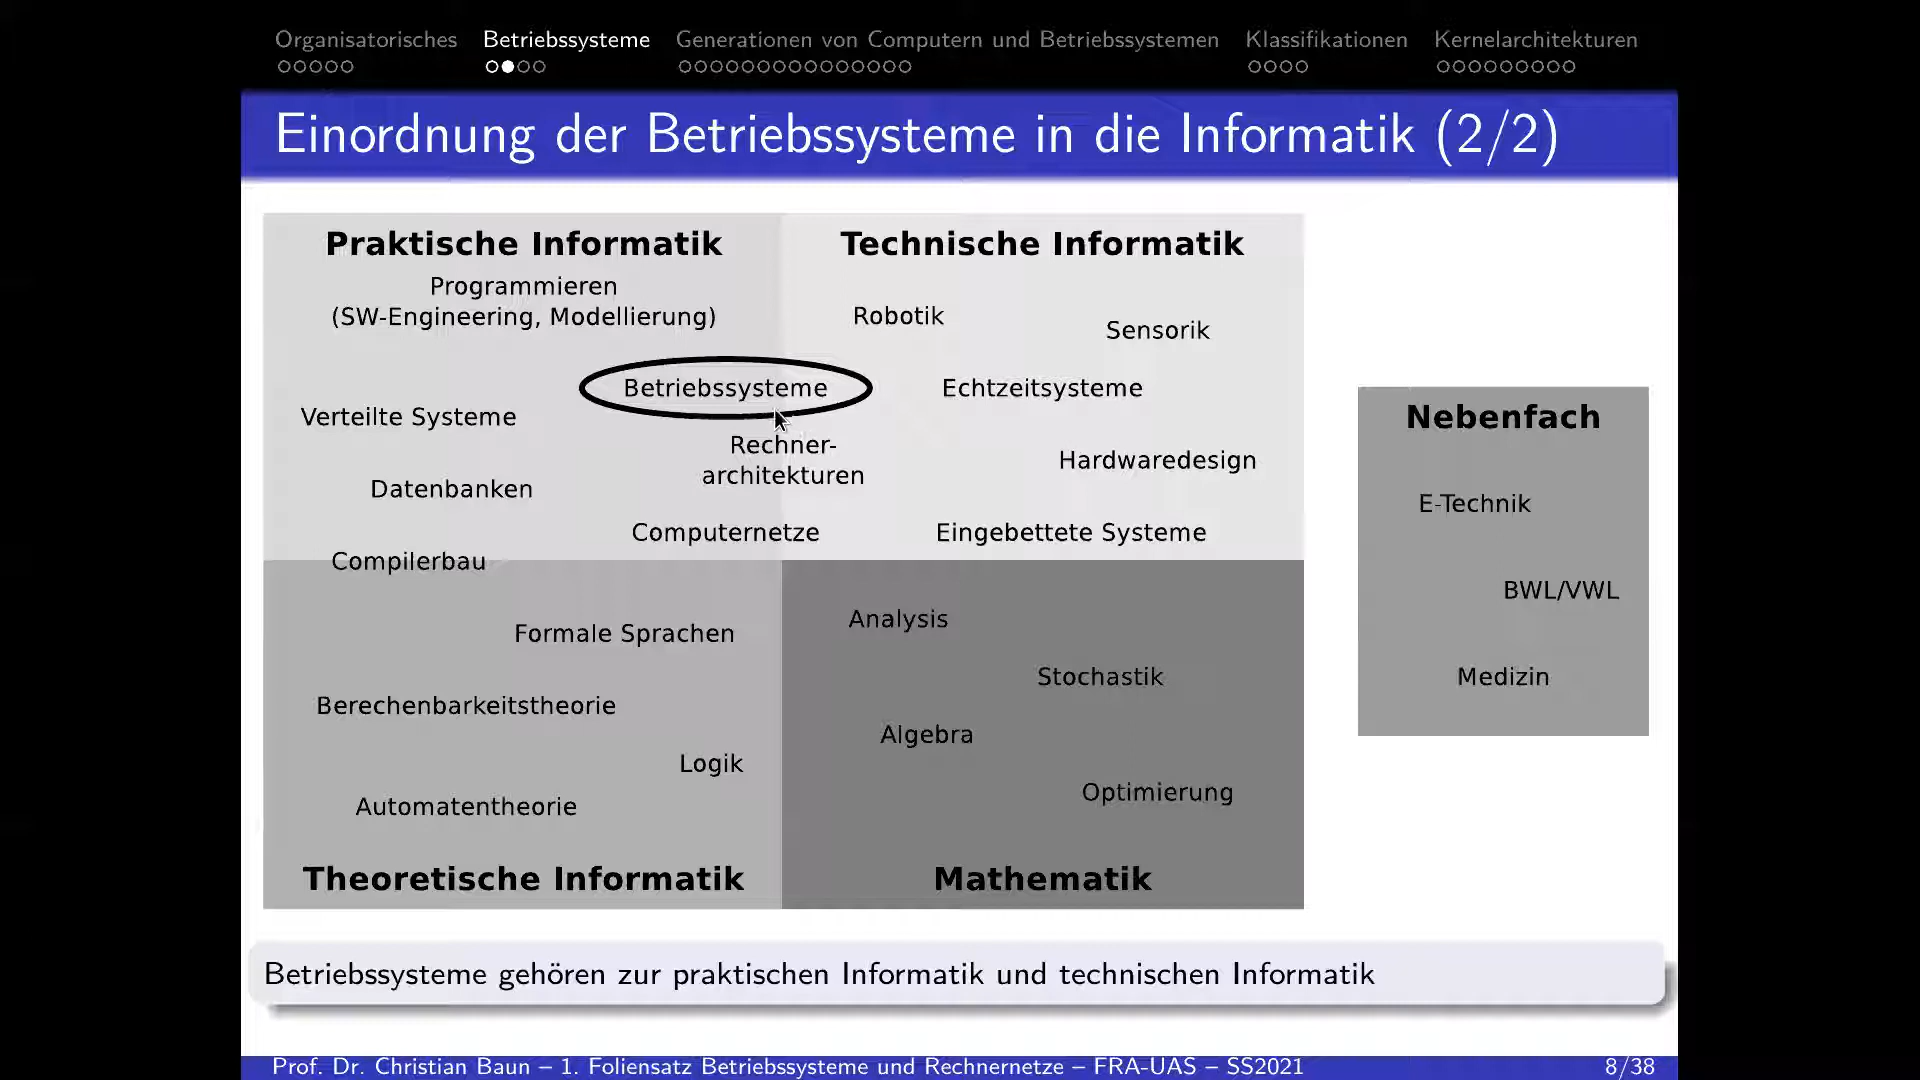 Organisatorisches Betriebssysteme Generationen von Computern und Betriebssystemen Klassifikationen Kernelarchitekturen
Einordnung der Betriebssysteme in die Informatik (2/2)
Praktische Informatik
Programmieren
(SW-Engineering, Modellierung)
Betriebssysteme
Verteilte Systeme
Rechner-
architekturen
Datenbanken
Computernetze
Compilerbau
Technische Informatik
Robotik
Sensorik
Echtzeitsysteme
Hardwaredesign
Eingebettete Systeme
Formale Sprachen
Berechenbarkeitstheorie
Logik
Automatentheorie
Theoretische Informatik
Analysis
Stochastik
Algebra
Optimierung
Mathematik
Nebenfach
E-Technik
BWL/VWL
Medizin
Betriebssysteme gehören zur praktischen Informatik und technischen Informatik
Prof. Dr. Christian Baun – 1. Foliensatz Betriebssysteme und Rechnernetze – FRA-UAS – SS2021 8/38